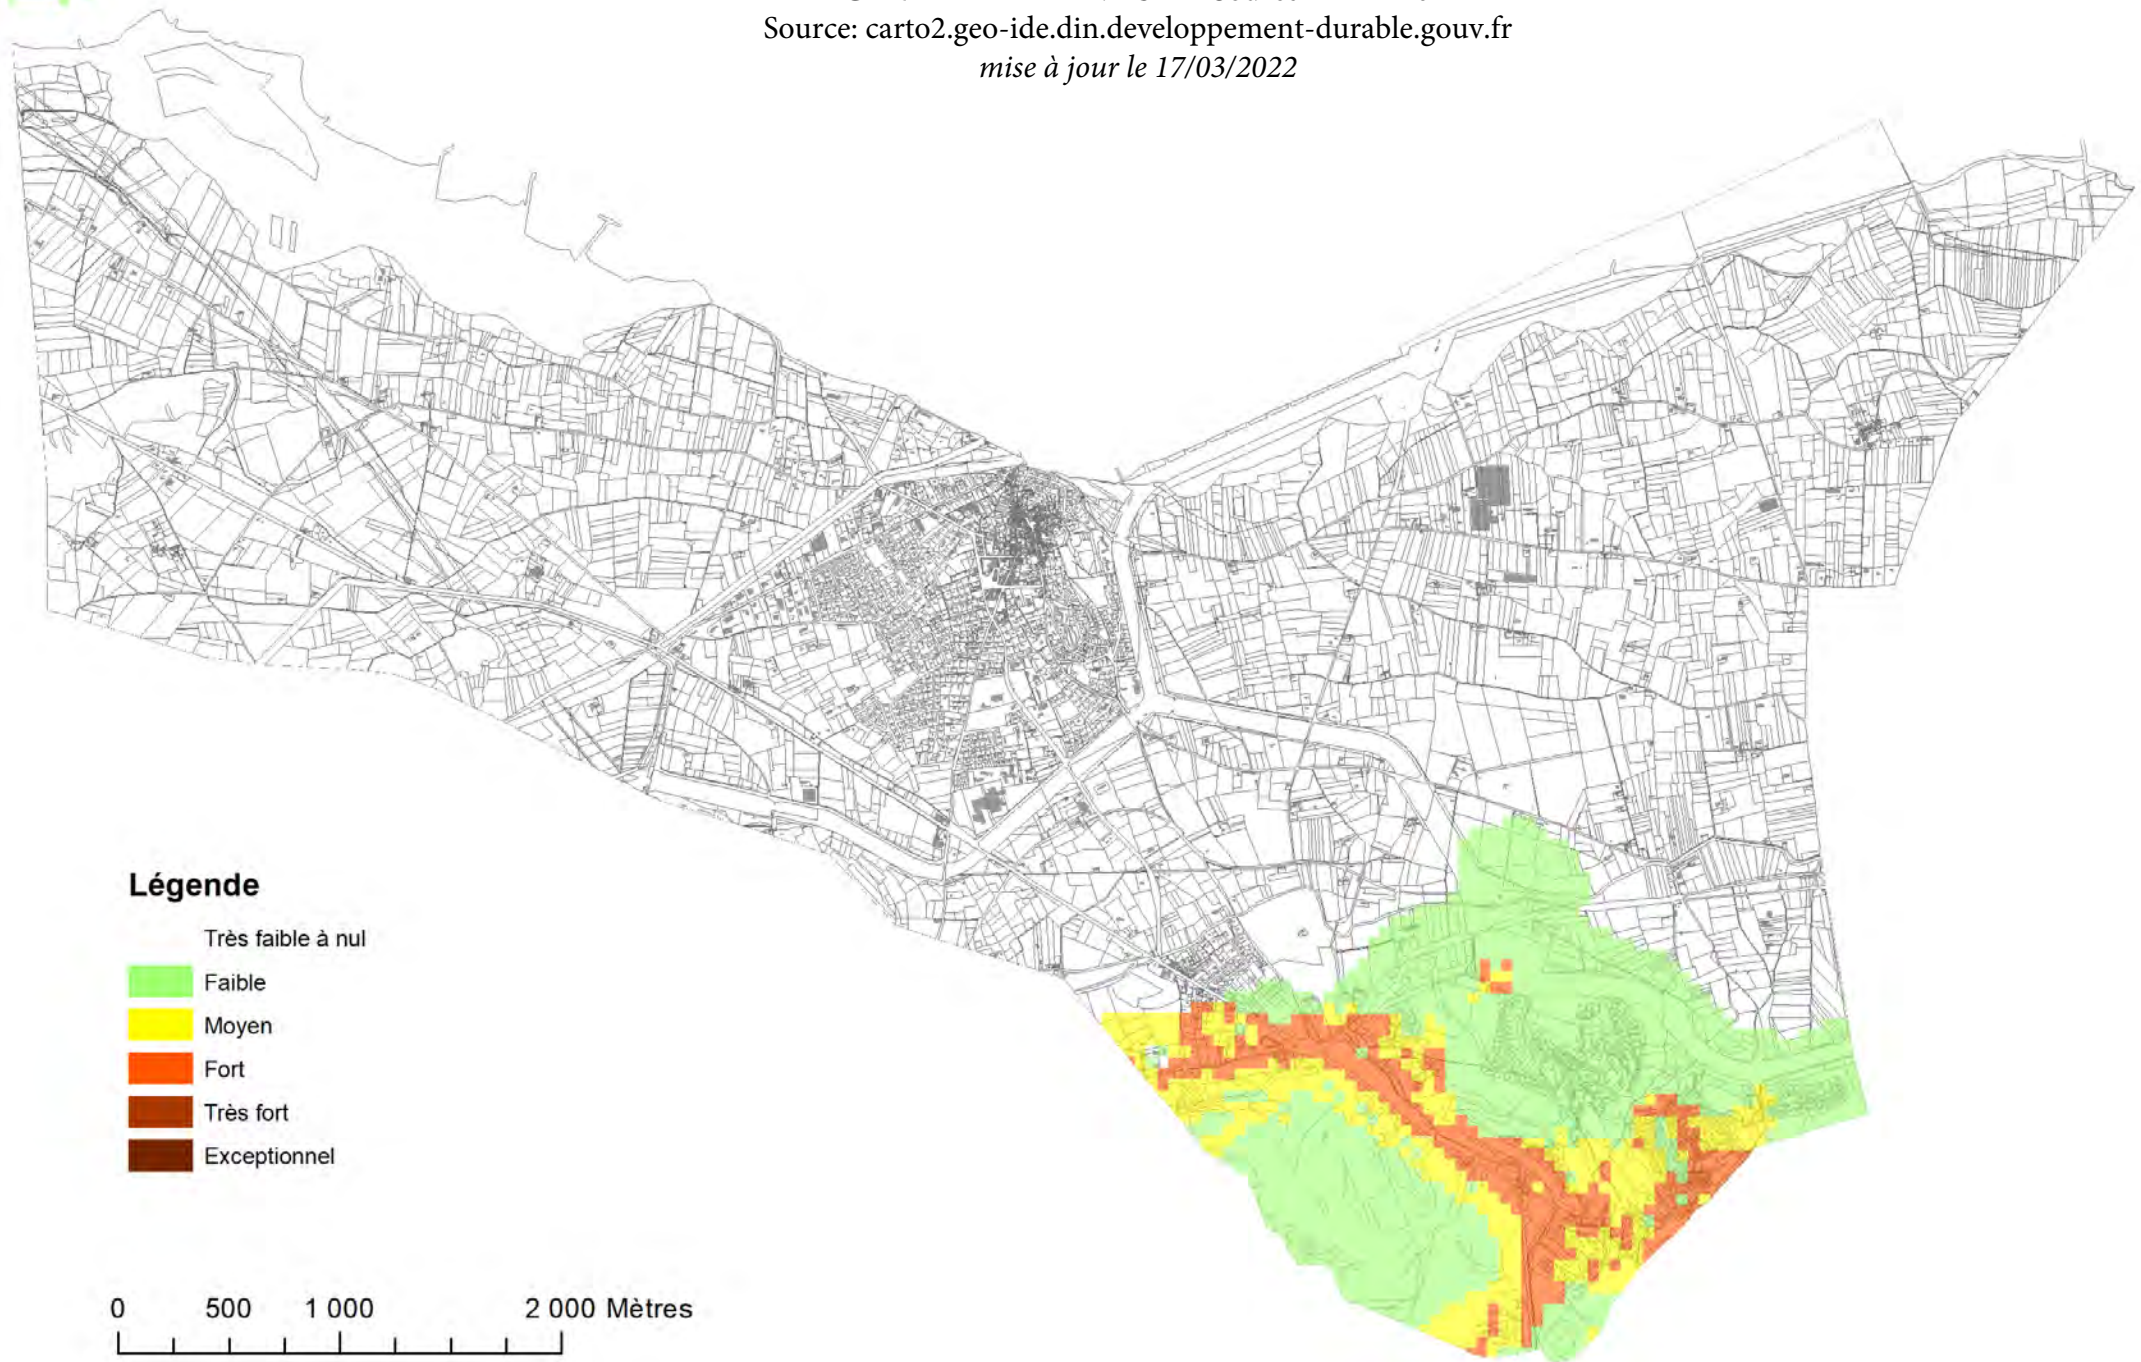 Source: carto2.geo-ide.din.developpement-durable.gouv.fr
mise à jour le 17/03/2022
Légende
Très faible à nul
Faible
Moyen
Fort
Très fort
Exceptionnel
0 500 1 000 2 000 Mètres